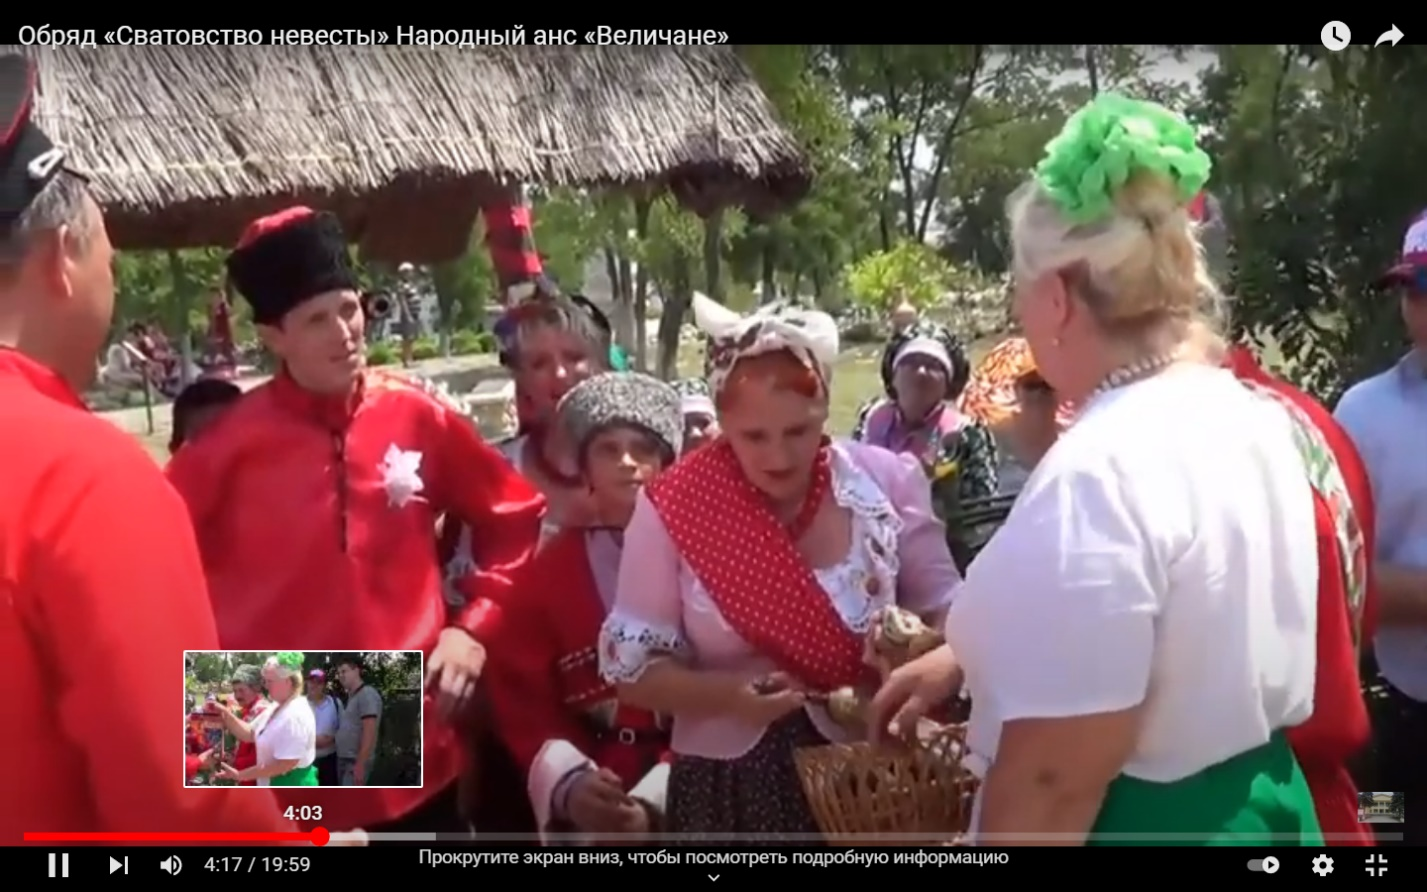 Обряд «Сватовство невесты» Народный анс «Величане»
4:03
4:17 / 19:59
Прокрутите экран вниз, чтобы посмотреть подробную информацию